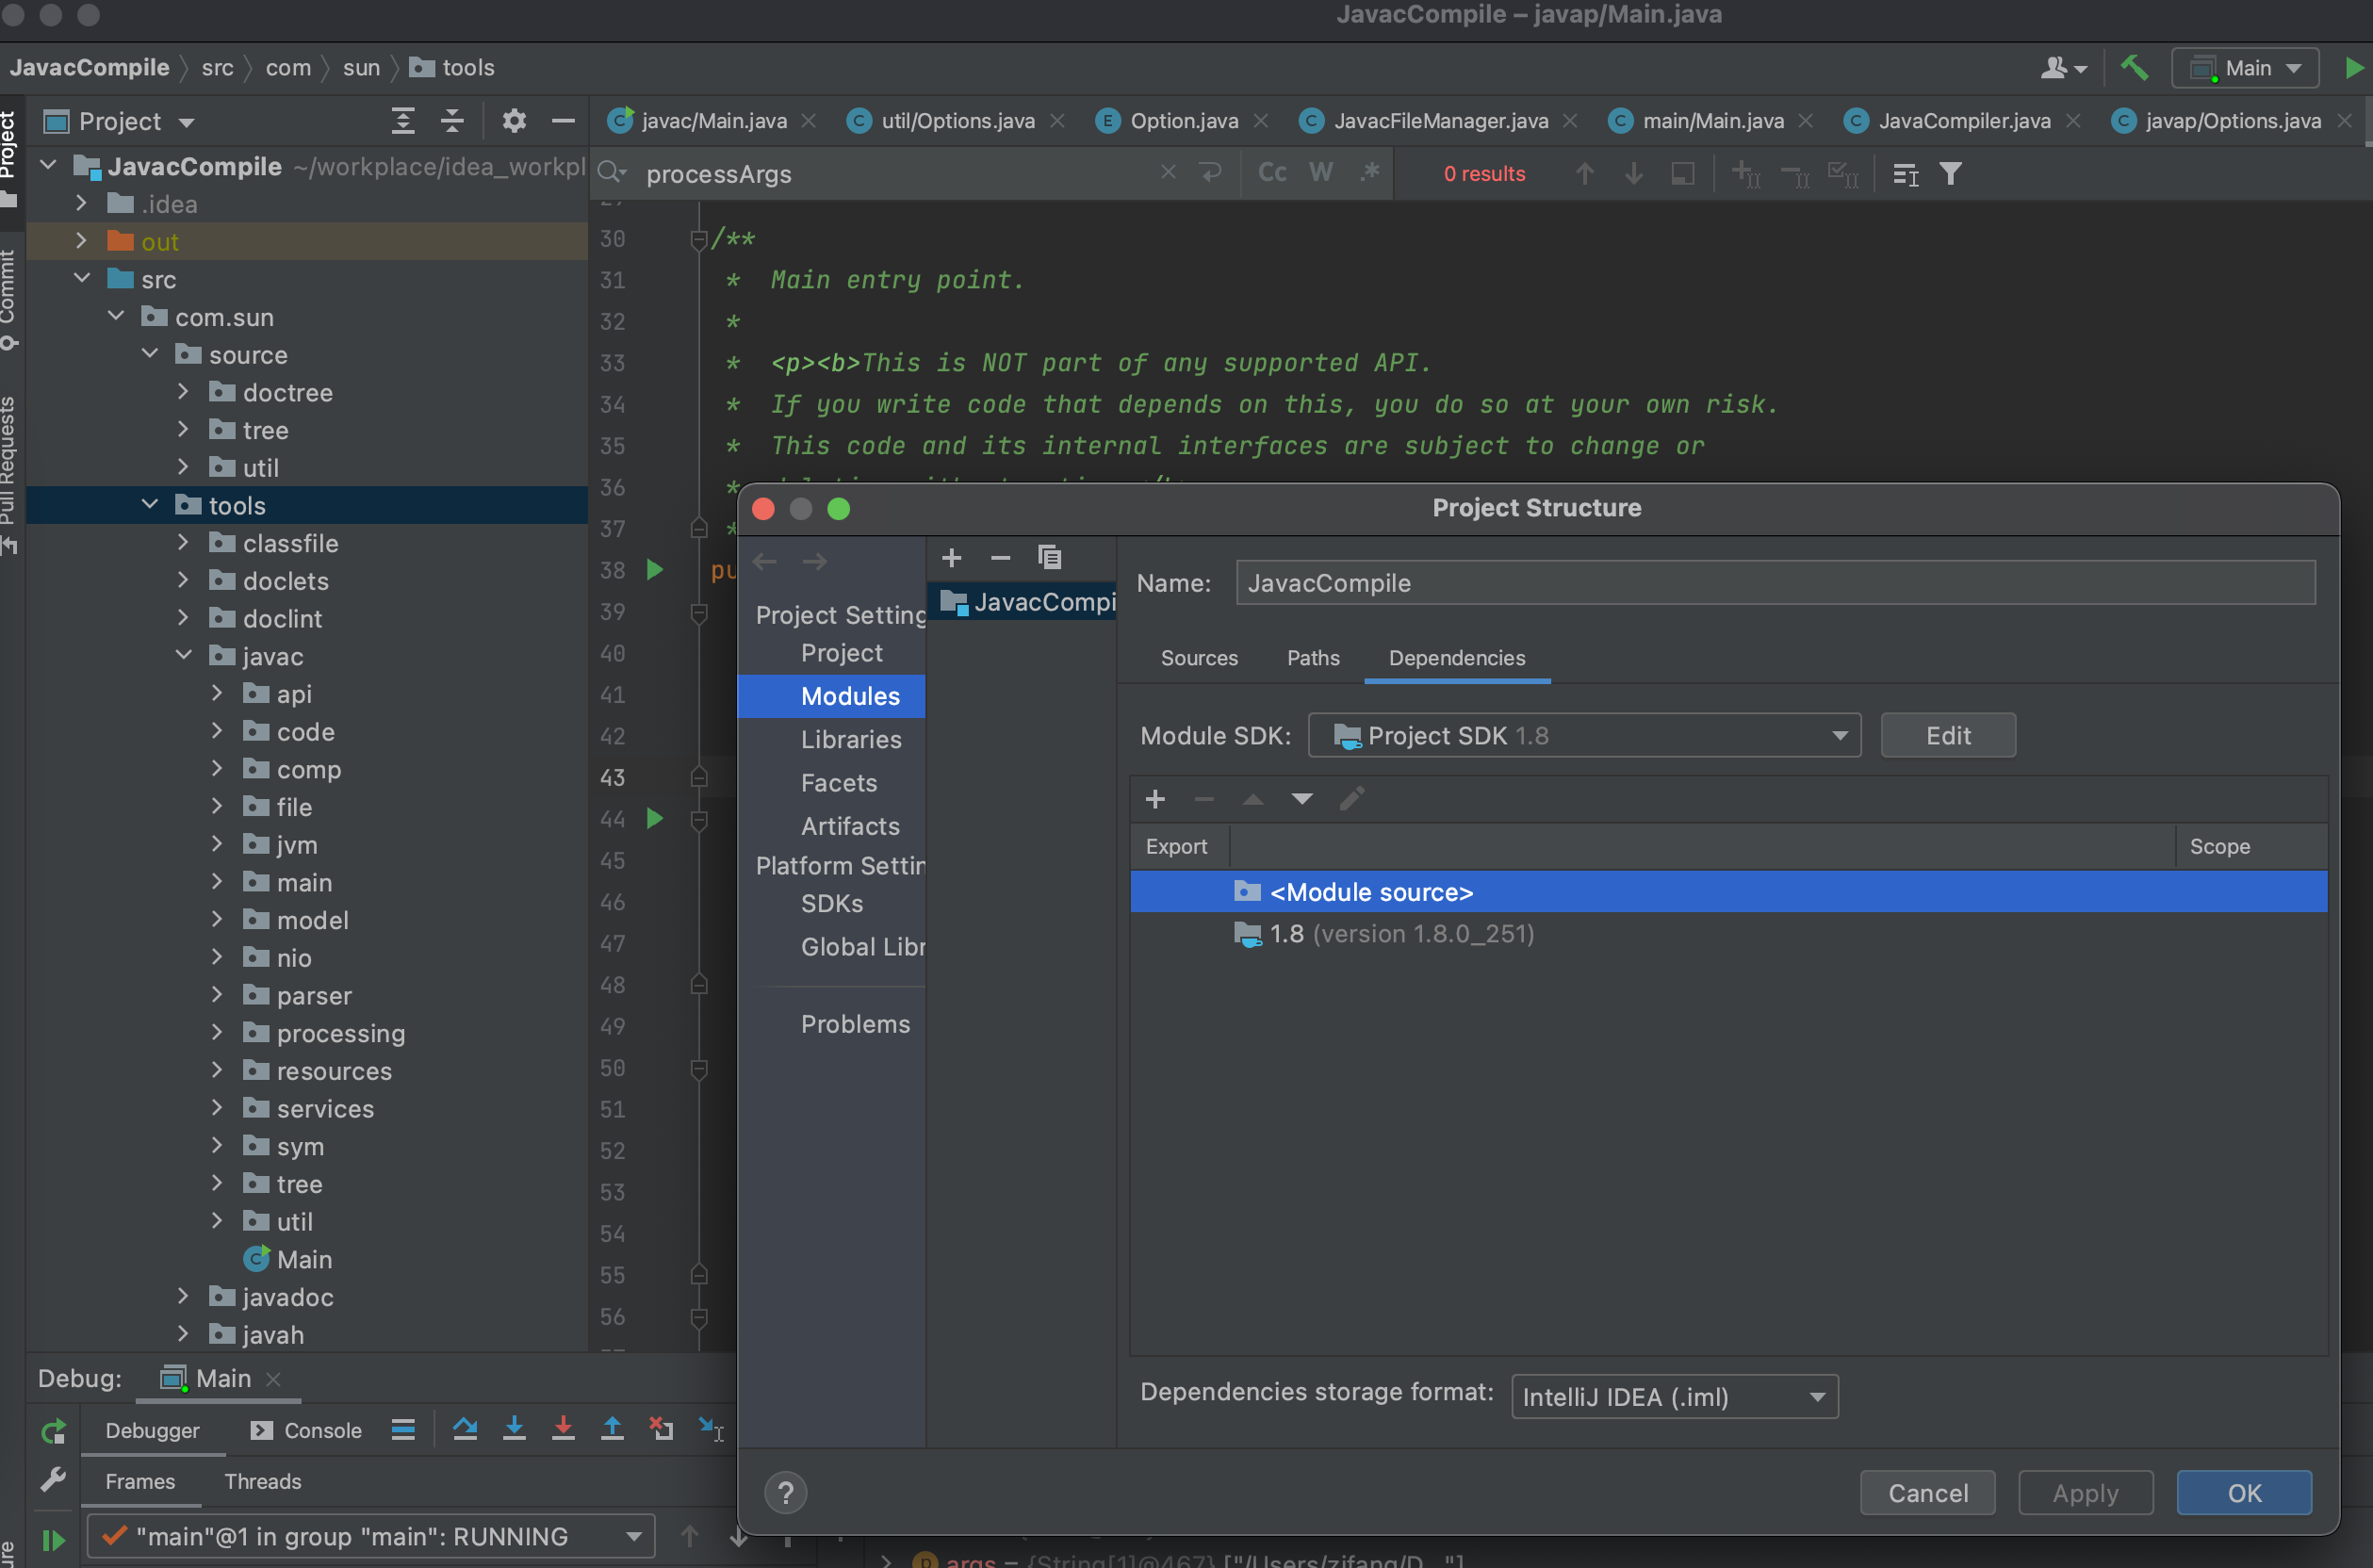 JavacCompile – javap/Main.java
JavacCompile src com sun tools
Main
Project
javac/Main.java util/Options.java Option.java JavacFileManager.java main/Main.java JavaCompiler.java javap/Options.java
Project
Commit
Pull Requests
JavacCompile ~/workplace/idea_workpl
.idea
out
src
com.sun
source
doctree
tree
util
tools
classfile
doclets
doclint
javac
api
code
comp
file
jvm
main
model
nio
parser
processing
resources
services
sym
tree
util
Main
javadoc
javah
processArgs
Cc W .*
0 results
30 /**
31 * Main entry point.
32 *
33 * <p><b>This is NOT part of any supported API.
34 * If you write code that depends on this, you do so at your own risk.
35 * This code and its internal interfaces are subject to change or
36 *
37 *
38 pu
39
40
41
42
43
44
45
46
47
48
49
50
51
52
53
54
55
56
Project Structure
Project Setting
Project
Modules
Libraries
Facets
Artifacts
Platform Settin
SDKs
Global Libr
Problems
JavacCompi
Name: JavacCompile
Sources Paths Dependencies
Module SDK: Project SDK 1.8 Edit
Export Scope
<Module source>
1.8 (version 1.8.0_251)
Dependencies storage format: IntelliJ IDEA (.iml)
? Cancel Apply OK
Debug: Main
Debugger Console
Frames Threads
"main"@1 in group "main": RUNNING
args = {String[1]@467} ["/Users/zifang/D..."]